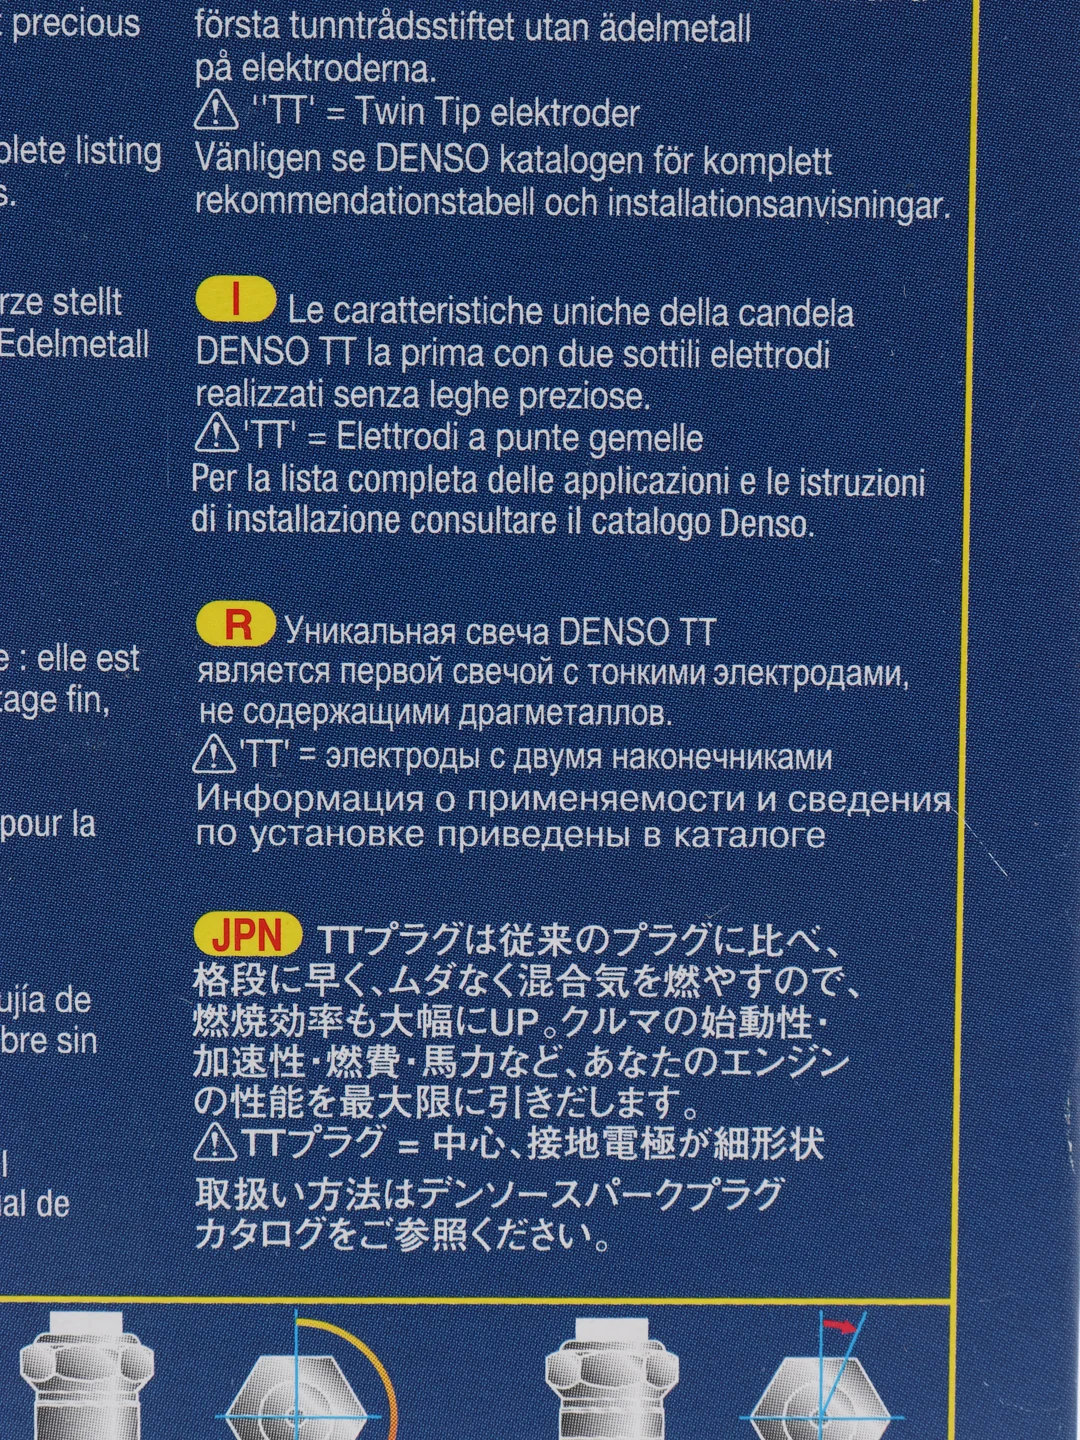 precious
plete listing
s.
rze stellt
Edelmetall
e : elle est
tage fin,
pour la
ujía de
bre sin
l
ual de
första tunntrådsstiftet utan ädelmetall
på elektroderna.
⚠ ''TT' = Twin Tip elektroder
Vänligen se DENSO katalogen för komplett
rekommendationstabell och installationsanvisningar.
I Le caratteristiche uniche della candela
DENSO TT la prima con due sottili elettrodi
realizzati senza leghe preziose.
⚠ 'TT' = Elettrodi a punte gemelle
Per la lista completa delle applicazioni e le istruzioni
di installazione consultare il catalogo Denso.
R Уникальная свеча DENSO TT
является первой свечой с тонкими электродами,
не содержащими драгметаллов.
⚠ 'TT' = электроды с двумя наконечниками
Информация о применяемости и сведения
по установке приведены в каталоге
JPN TTプラグは従来のプラグに比べ、
格段に早く、ムダなく混合気を燃やすので、
燃焼効率も大幅にUP。クルマの始動性・
加速性・燃費・馬力など、あなたのエンジン
の性能を最大限に引きだします。
⚠TTプラグ = 中心、接地電極が細形状
取扱い方法はデンソースパークプラグ
カタログをご参照ください。